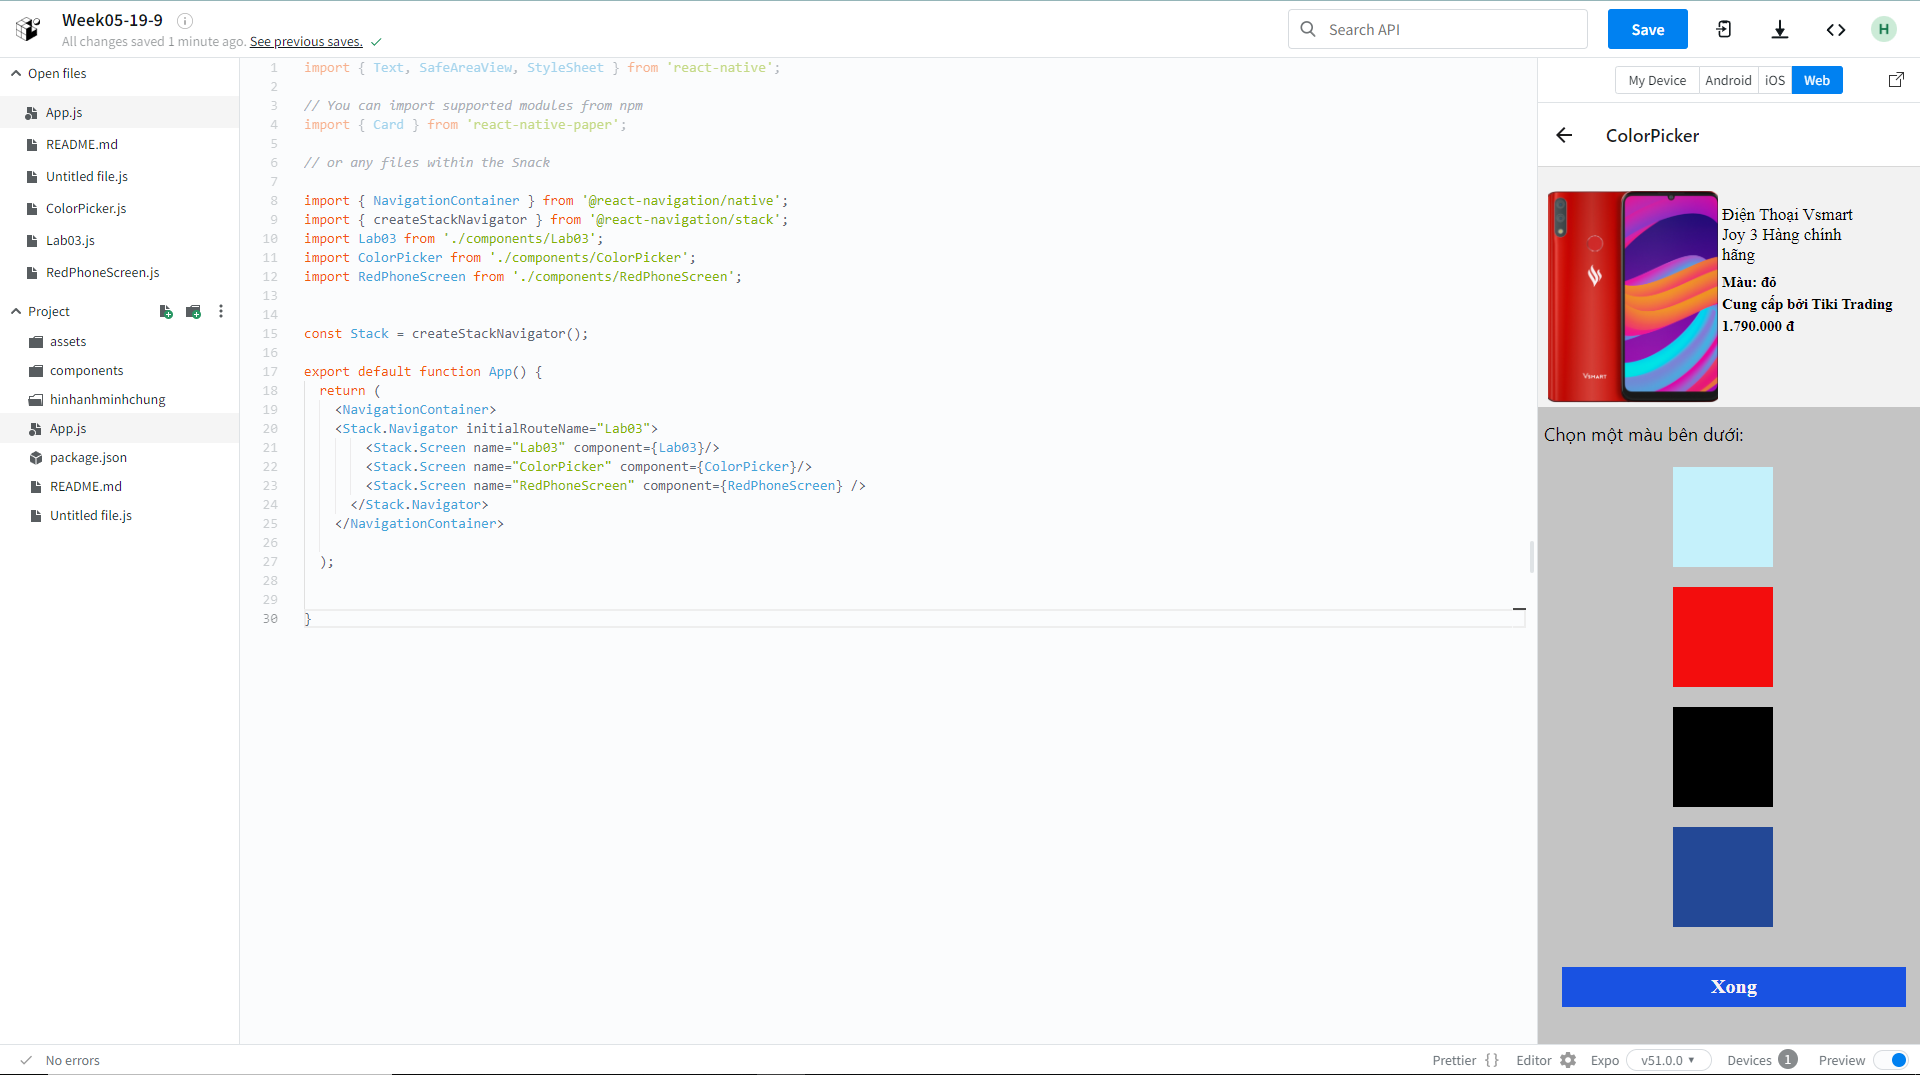 Week05-19-9
All changes saved 1 minute ago. See previous saves.
Search API
Save
H
Open files
App.js
README.md
Untitled file.js
ColorPicker.js
Lab03.js
RedPhoneScreen.js
Project
assets
components
hinhanhminhchung
App.js
package.json
README.md
Untitled file.js
1 import { Text, SafeAreaView, StyleSheet } from 'react-native';
2
3 // You can import supported modules from npm
4 import { Card } from 'react-native-paper';
5
6 // or any files within the Snack
7
8 import { NavigationContainer } from '@react-navigation/native';
9 import { createStackNavigator } from '@react-navigation/stack';
10 import Lab03 from './components/Lab03';
11 import ColorPicker from './components/ColorPicker';
12 import RedPhoneScreen from './components/RedPhoneScreen';
13
14
15 const Stack = createStackNavigator();
16
17 export default function App() {
18 return (
19 <NavigationContainer>
20 <Stack.Navigator initialRouteName="Lab03">
21 <Stack.Screen name="Lab03" component={Lab03}/>
22 <Stack.Screen name="ColorPicker" component={ColorPicker}/>
23 <Stack.Screen name="RedPhoneScreen" component={RedPhoneScreen} />
24 </Stack.Navigator>
25 </NavigationContainer>
26
27 );
28
29
30 }
My Device Android iOS Web
ColorPicker
VSMART
Điện Thoại Vsmart
Joy 3 Hàng chính
hãng
Màu: đỏ
Cung cấp bởi Tiki Trading
1.790.000 đ
Chọn một màu bên dưới:
Xong
No errors
Prettier {} Editor Expo v51.0.0 Devices 1 Preview